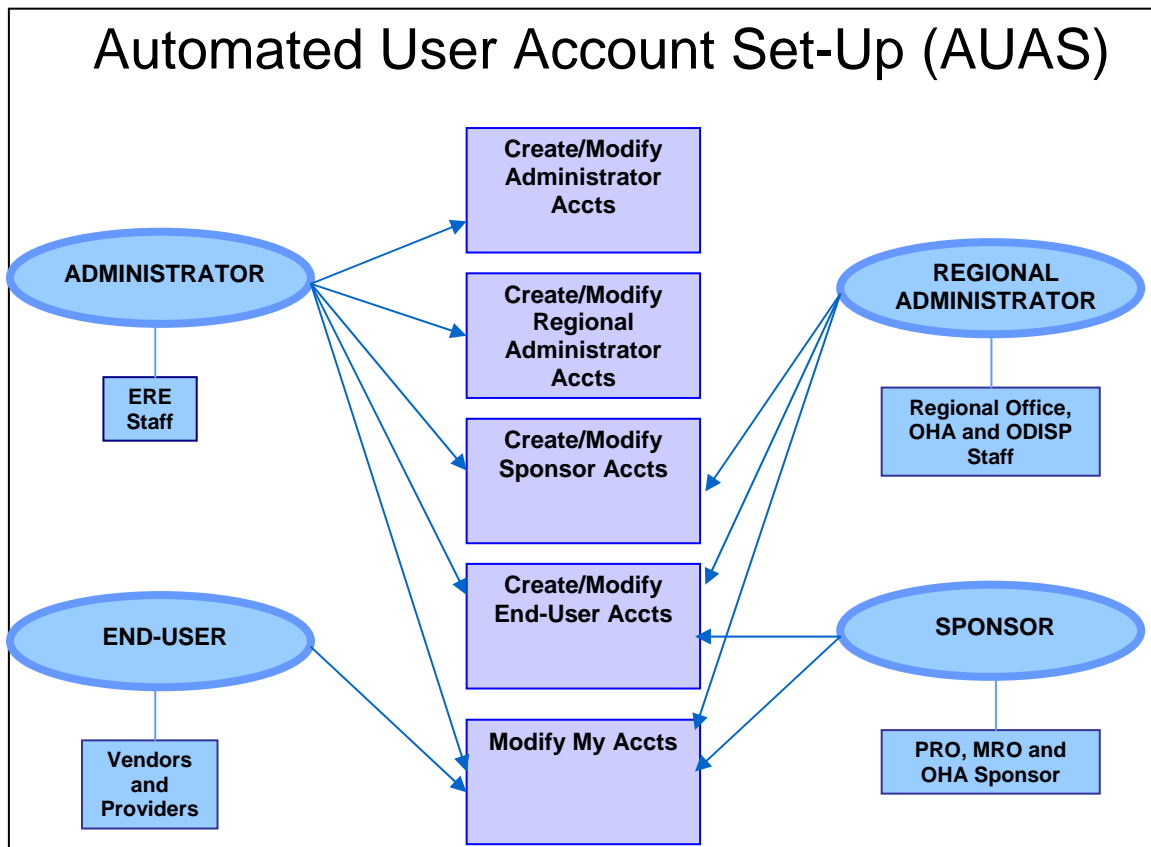 Automated User Account Set-Up (AUAS)
Create/Modify
Administrator
Accts
ADMINISTRATOR
REGIONAL
ADMINISTRATOR
Create/Modify
Regional
Administrator
Accts
ERE
Staff
Regional Office,
OHA and ODISP
Staff
Create/Modify
Sponsor Accts
Create/Modify
End-User Accts
END-USER
SPONSOR
Modify My Accts
Vendors
and
Providers
PRO, MRO and
OHA Sponsor